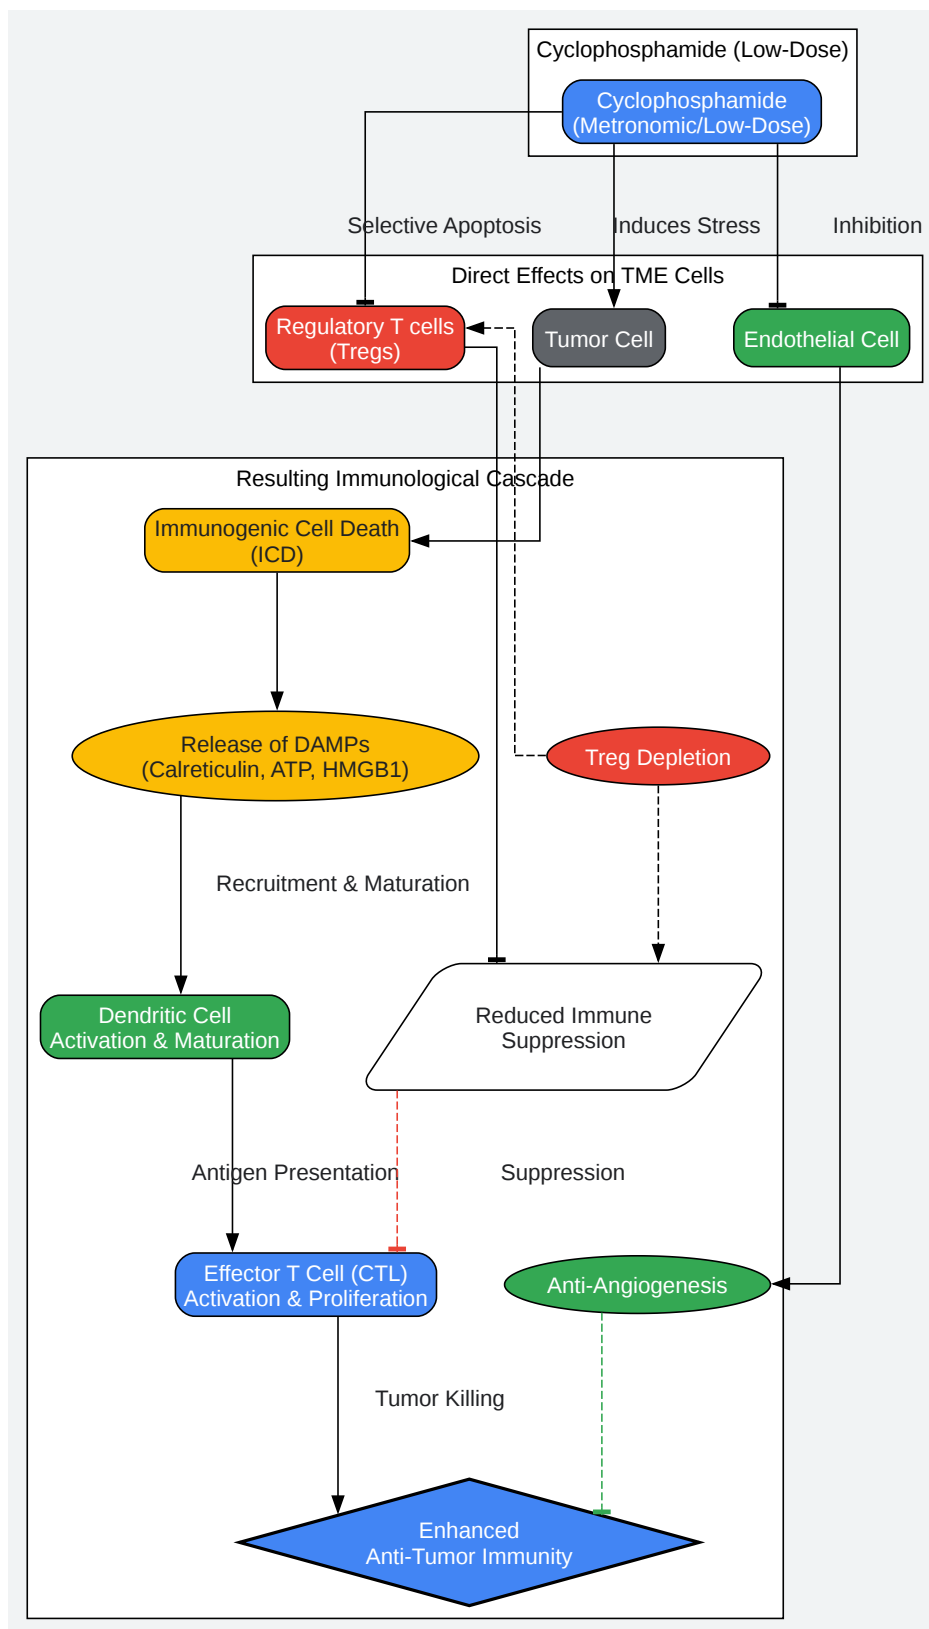 Cyclophosphamide (Low-Dose)
Cyclophosphamide
(Metronomic/Low-Dose)
Selective Apoptosis
Induces Stress
Inhibition
Direct Effects on TME Cells
Regulatory T cells
(Tregs)
Tumor Cell
Endothelial Cell
Resulting Immunological Cascade
Immunogenic Cell Death
(ICD)
Release of DAMPs
(Calreticulin, ATP, HMGB1)
Treg Depletion
Recruitment & Maturation
Dendritic Cell
Activation & Maturation
Reduced Immune
Suppression
Antigen Presentation
Suppression
Effector T Cell (CTL)
Activation & Proliferation
Anti-Angiogenesis
Tumor Killing
Enhanced
Anti-Tumor Immunity